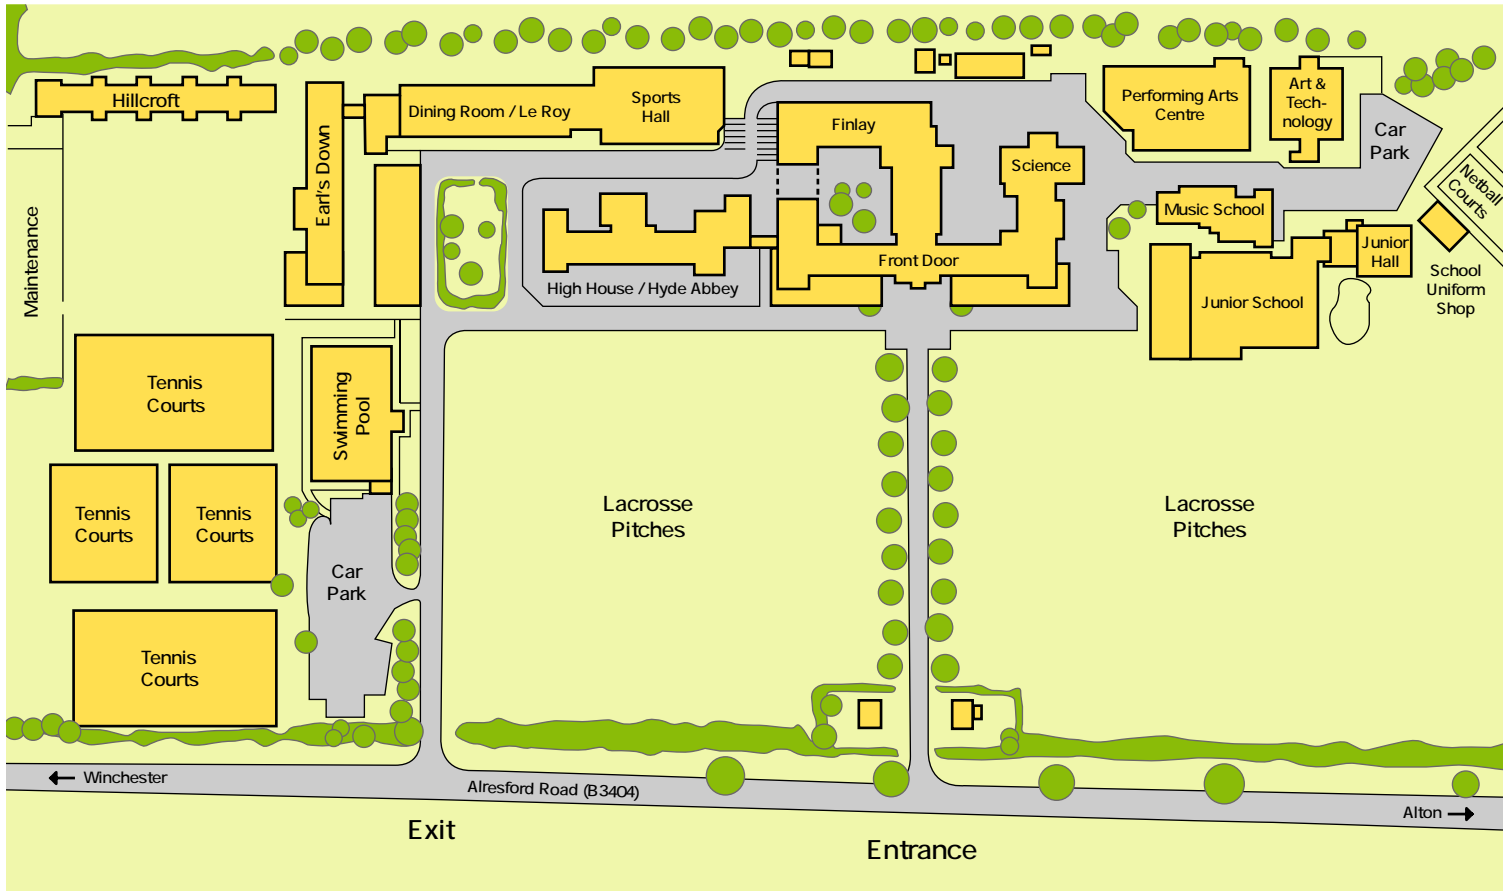 Hillcroft
Earl's Down
Dining Room / Le Roy
Sports
Hall
Finlay
Science
Performing Arts
Centre
Art &
Tech-
nology
Car
Park
Netball
Courts
Music School
Junior
Hall
School
Uniform
Shop
Junior School
Front Door
High House / Hyde Abbey
Maintenance
Tennis
Courts
Swimming
Pool
Tennis
Courts
Tennis
Courts
Car
Park
Tennis
Courts
Lacrosse
Pitches
Lacrosse
Pitches
Winchester
Alresford Road (B3404)
Alton
Exit
Entrance